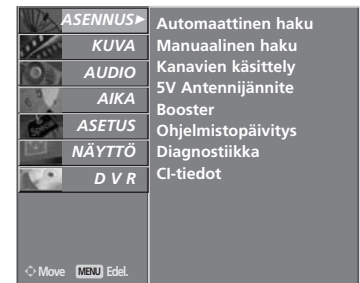 ASENNUS
KUVA
AUDIO
AIKA
ASETUS
NÄYTTÖ
D V R
Automaattinen haku
Manuaalinen haku
Kanavien käsittely
5V Antennijännite
Booster
Ohjelmistopäivitys
Diagnostiikka
CI-tiedot
Move MENU Edel.